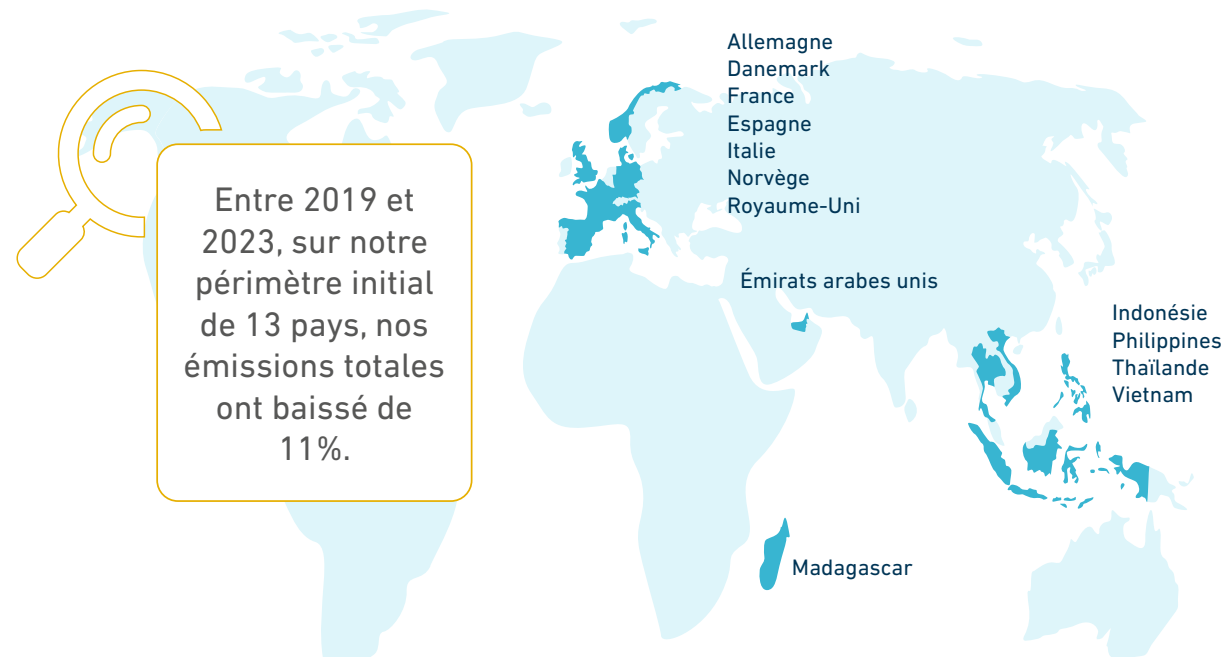 Entre 2019 et
2023, sur notre
périmètre initial
de 13 pays, nos
émissions totales
ont baissé de
11%.
Allemagne
Danemark
France
Espagne
Italie
Norvège
Royaume-Uni
Émirats arabes unis
Indonésie
Philippines
Thaïlande
Vietnam
Madagascar